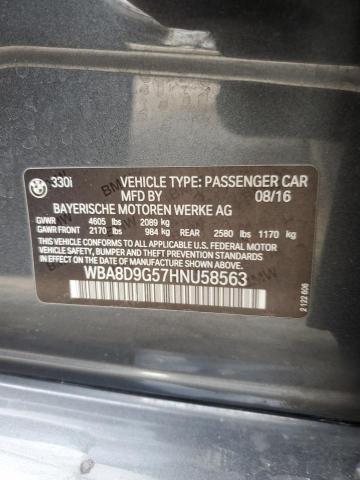 330i VEHICLE TYPE: PASSENGER CAR
MFD BY 08/16
BAYERISCHE MOTOREN WERKE AG
GVWR 4605 lbs 2089 kg
GAWR FRONT 2170 lbs 984 kg REAR 2580 lbs 1170 kg
THIS VEHICLE CONFORMS TO ALL APPLICABLE
U.S. FEDERAL MOTOR VEHICLE SAFETY, BUMPER, AND
THEFT PREVENTION STANDARDS IN EFFECT ON THE
DATE OF MANUFACTURE SHOWN ABOVE.
WBA8D9G57HNU58563
2 122 606